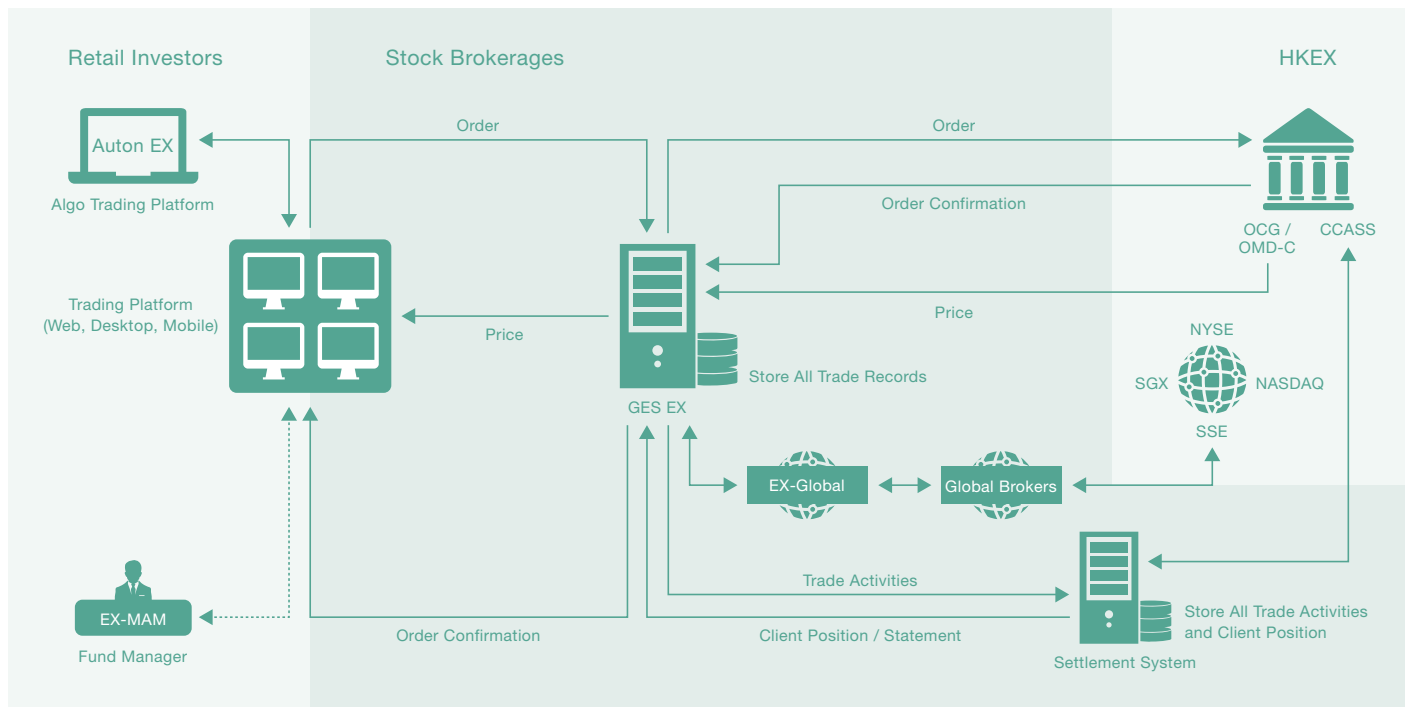 Retail Investors
Stock Brokerages
HKEX
Auton EX
Algo Trading Platform
Order
Order
Order Confirmation
OCG /
OMD-C
CCASS
Trading Platform
(Web, Desktop, Mobile)
Price
Price
Store All Trade Records
GES EX
NYSE
SGX
NASDAQ
SSE
EX-Global
Global Brokers
Trade Activities
Client Position / Statement
Order Confirmation
EX-MAM
Fund Manager
Store All Trade Activities
and Client Position
Settlement System